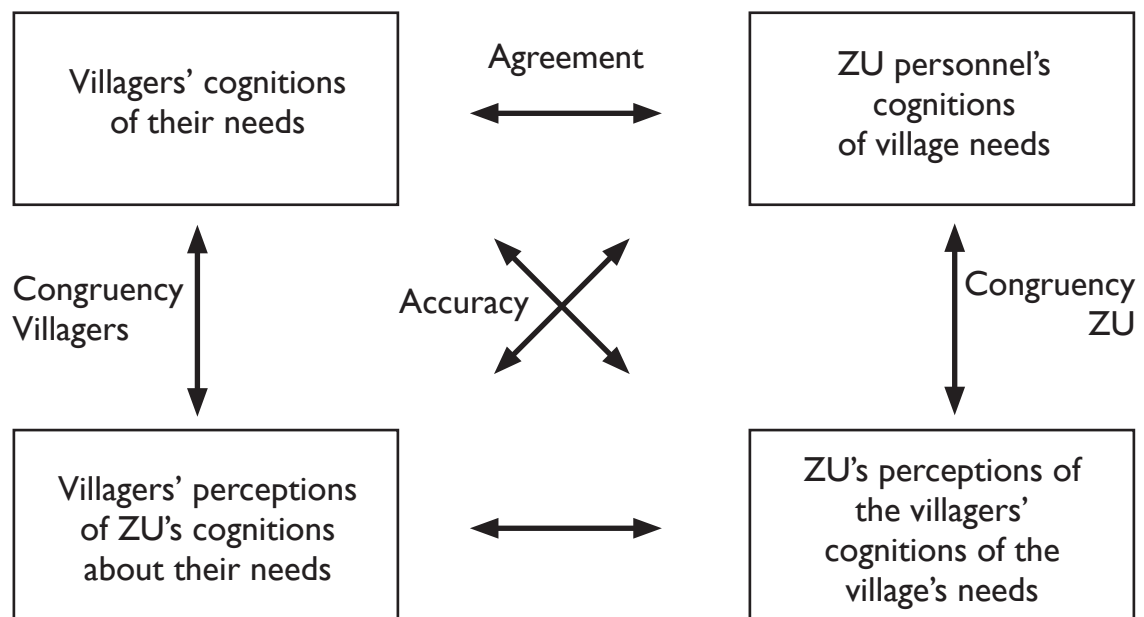 Villagers’ cognitions
of their needs
Agreement
ZU personnel’s
cognitions
of village needs
Congruency
Villagers
Accuracy
Congruency
ZU
Villagers’ perceptions
of ZU’s cognitions
about their needs
ZU’s perceptions of
the villagers’
cognitions of the
village’s needs